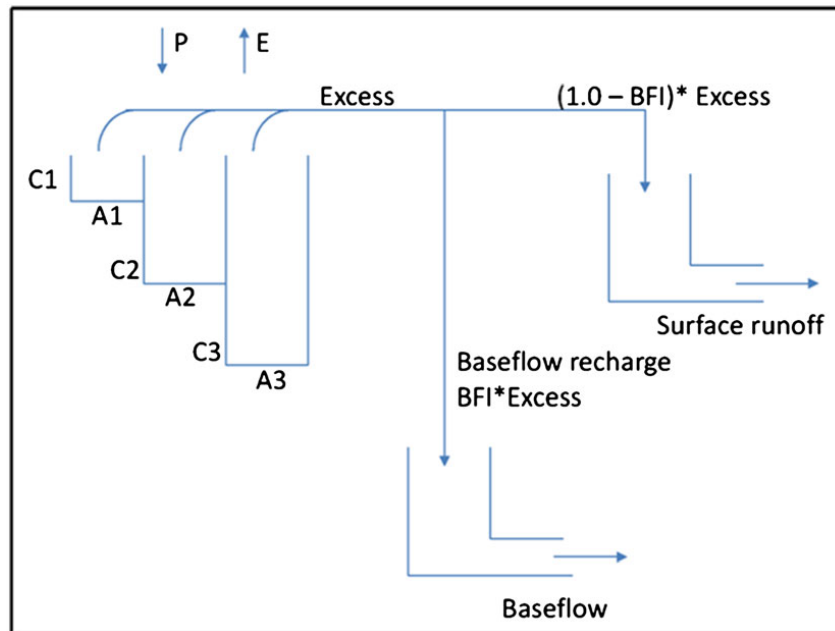 P
E
Excess
(1.0 – BFI)* Excess
C1
A1
C2
A2
C3
A3
Surface runoff
Baseflow recharge
BFI*Excess
Baseflow